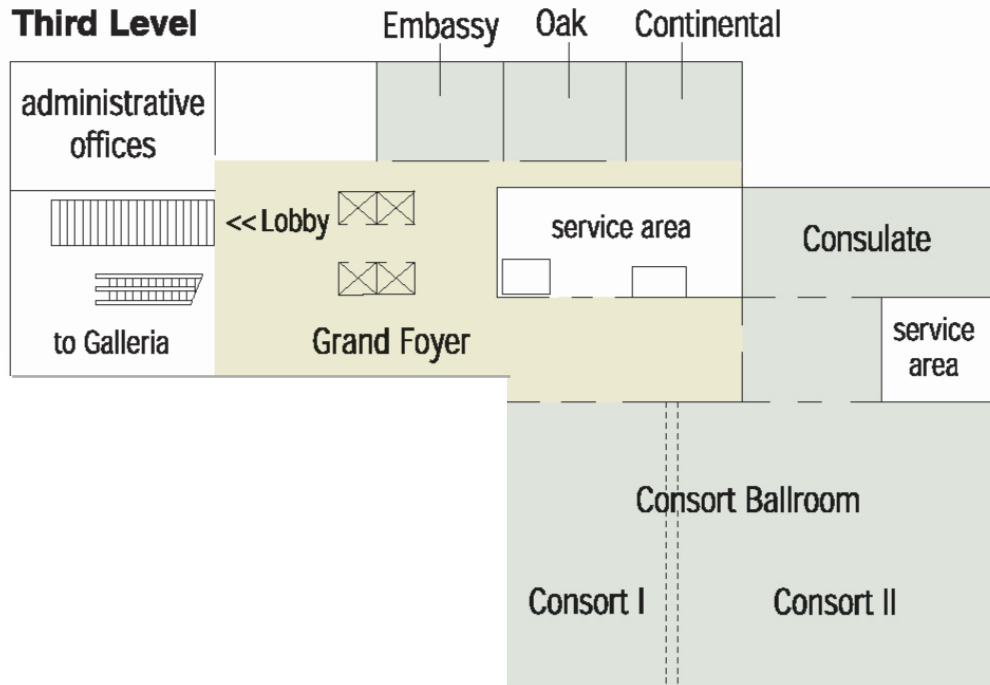 Third Level
Embassy
Oak
Continental
administrative
offices
<< Lobby
service area
Consulate
to Galleria
Grand Foyer
service
area
Consort Ballroom
Consort I
Consort II